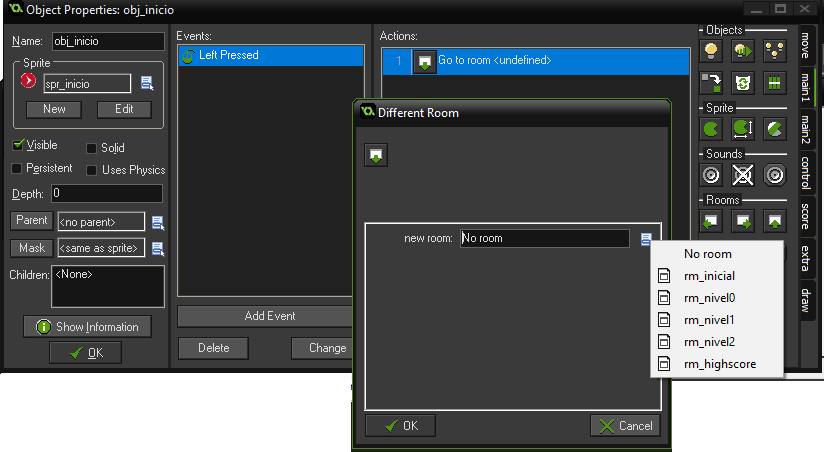 Object Properties: obj_inicio
Name: obj_inicio
Sprite
spr_inicio
New Edit
Visible Solid
Persistent Uses Physics
Depth: 0
Parent <no parent>
Mask <same as sprite>
Children: <None>
Show Information
OK
Events:
Left Pressed
Add Event
Delete Change
Actions:
1 Go to room <undefined>
Different Room
new room: No room
OK Cancel
No room
rm_inicial
rm_nivel0
rm_nivel1
rm_nivel2
rm_highscore
Objects
Sprite
Sounds
Rooms
move
main1
main2
control
score
extra
draw